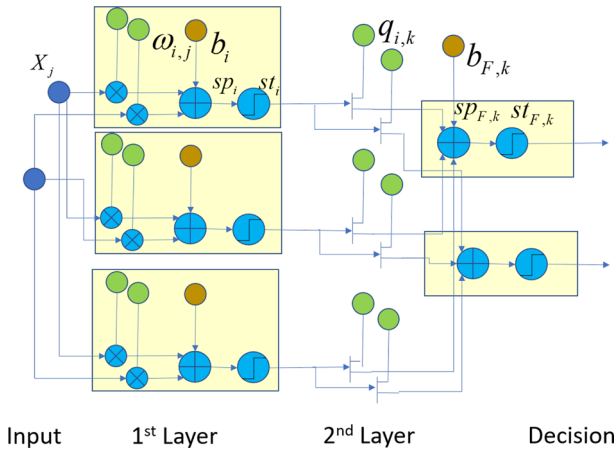 X_j
ω_{i,j}
b_i
sp_i
st_i
q_{i,k}
b_{F,k}
sp_{F,k}
st_{F,k}
Input
1st Layer
2nd Layer
Decision